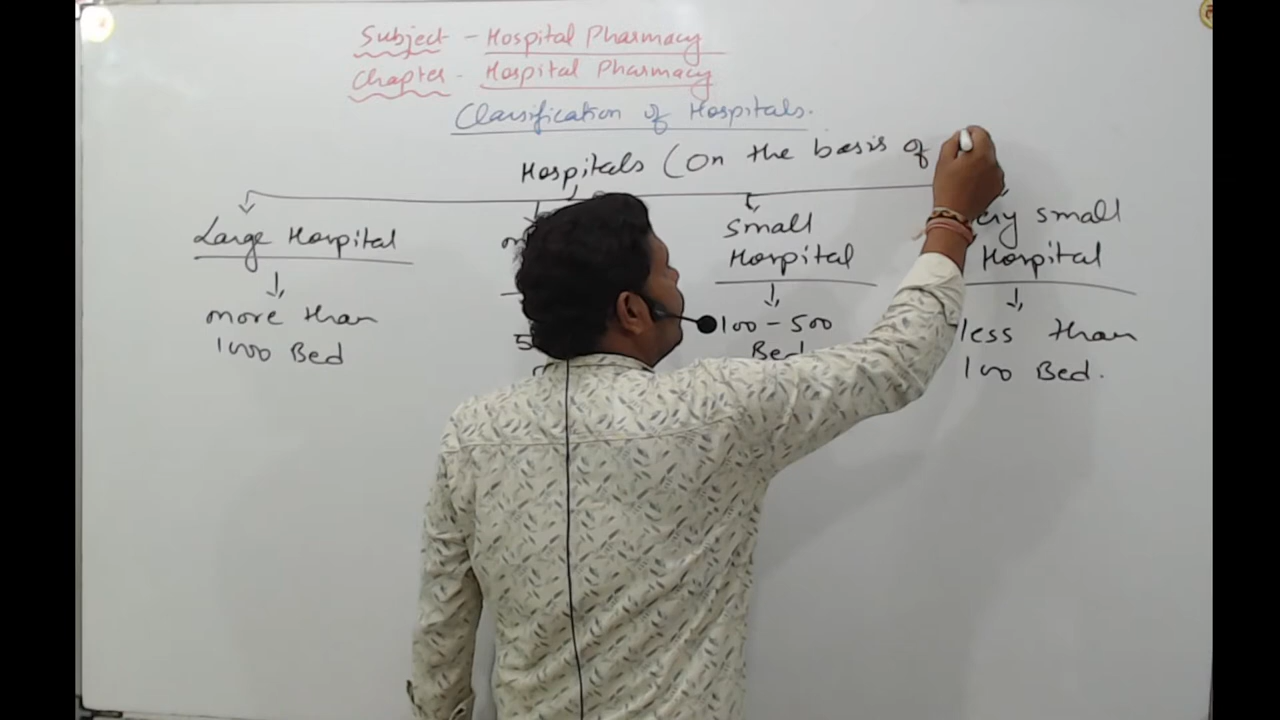 Subject - Hospital Pharmacy
Chapter - Hospital Pharmacy
Classification of Hospitals.
Hospitals (On the basis of
Large Hospital
more than
1000 Bed
Small
Hospital
100 - 500
Bed
small
Hospital
less than
100 Bed.